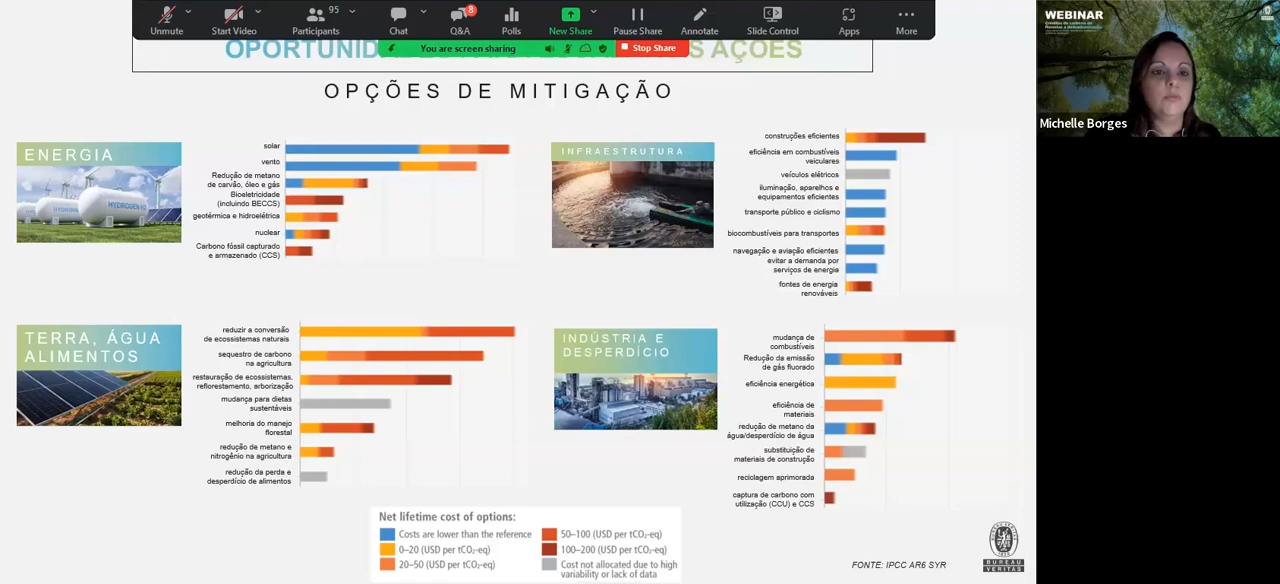 95
8
Unmute
Start Video
Participants
Chat
Q&A
Polls
New Share
Pause Share
Annotate
Slide Control
Apps
More
You are screen sharing
Stop Share
OPORTUNID
S AÇÕES
OPÇÕES DE MITIGAÇÃO
ENERGIA
HYDROGEN H2
solar
vento
Redução de metano
de carvão, óleo e gás
Bioeletricidade
(incluindo BECCS)
geotérmica e hidroelétrica
nuclear
Carbono fóssil capturado
e armazenado (CCS)
INFRAESTRUTURA
construções eficientes
eficiência em combustíveis
veiculares
veículos elétricos
iluminação, aparelhos e
equipamentos eficientes
transporte público e ciclismo
biocombustíveis para transportes
navegação e aviação eficientes
evitar a demanda por
serviços de energia
fontes de energia
renováveis
TERRA, ÁGUA
ALIMENTOS
reduzir a conversão
de ecossistemas naturais
sequestro de carbono
na agricultura
restauração de ecossistemas,
reflorestamento, arborização
mudança para dietas
sustentáveis
melhoria do manejo
florestal
redução de metano e
nitrogênio na agricultura
redução da perda e
desperdício de alimentos
INDÚSTRIA E
DESPERDÍCIO
mudança de
combustíveis
Redução da emissão
de gás fluorado
eficiência energética
eficiência de
materiais
redução de metano da
água/desperdício de água
substituição de
materiais de construção
reciclagem aprimorada
captura de carbono com
utilização (CCU) e CCS
Net lifetime cost of options:
Costs are lower than the reference
0–20 (USD per tCO₂-eq)
20–50 (USD per tCO₂-eq)
50–100 (USD per tCO₂-eq)
100–200 (USD per tCO₂-eq)
Cost not allocated due to high
variability or lack of data
FONTE: IPCC AR6 SYR
BUREAU
VERITAS
WEBINAR
Michelle Borges